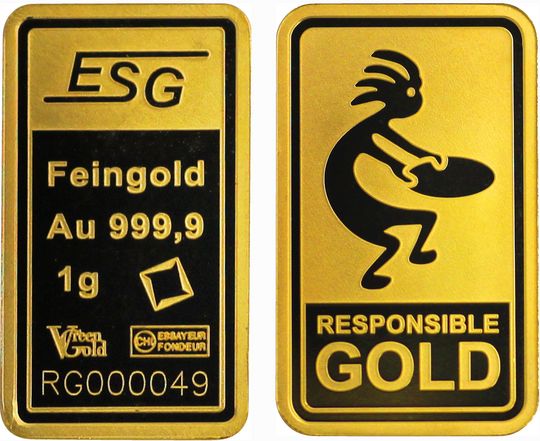 ESG
Feingold
Au 999,9
1g
Green
Gold
CHI ESSAYEUR
FONDEUR
RG000049
RESPONSIBLE
GOLD